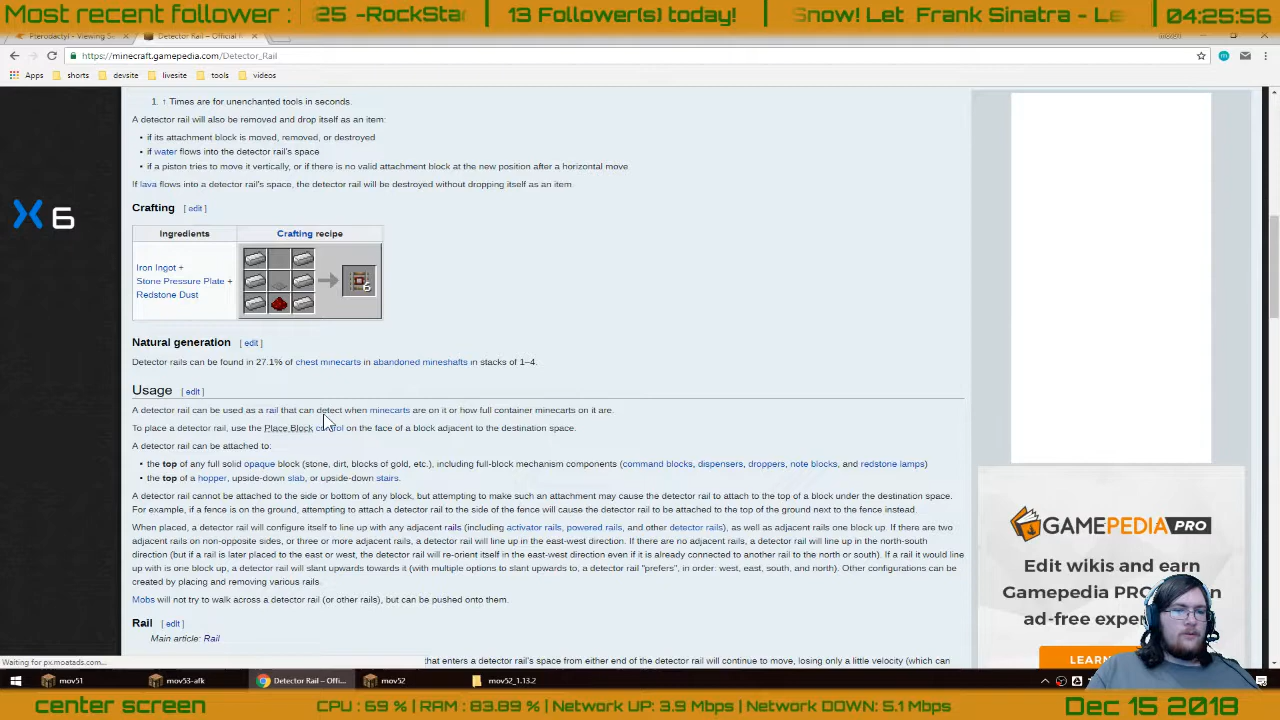 Most recent follower :
25 -RockSta
13 Follower(s) today!
Snow! Let Frank Sinatra - Le
04:25:56
Pterodactyl - Viewing S
Detector Rail – Official
mov51
https://minecraft.gamepedia.com/Detector_Rail
Apps shorts devsite livesite tools videos
1. ↑ Times are for unenchanted tools in seconds.
A detector rail will also be removed and drop itself as an item:
• if its attachment block is moved, removed, or destroyed
• if water flows into the detector rail's space
• if a piston tries to move it vertically, or if there is no valid attachment block at the new position after a horizontal move
If lava flows into a detector rail's space, the detector rail will be destroyed without dropping itself as an item
6
Crafting [ edit ]
Ingredients Crafting recipe
Iron Ingot +
Stone Pressure Plate +
Redstone Dust
6
Natural generation [ edit ]
Detector rails can be found in 27.1% of chest minecarts in abandoned mineshafts in stacks of 1–4.
Usage [ edit ]
A detector rail can be used as a rail that can detect when minecarts are on it or how full container minecarts on it are.
To place a detector rail, use the Place Block control on the face of a block adjacent to the destination space.
A detector rail can be attached to:
• the top of any full solid opaque block (stone, dirt, blocks of gold, etc.), including full-block mechanism components (command blocks, dispensers, droppers, note blocks, and redstone lamps)
• the top of a hopper, upside-down slab, or upside-down stairs.
A detector rail cannot be attached to the side or bottom of any block, but attempting to make such an attachment may cause the detector rail to attach to the top of a block under the destination space.
For example, if a fence is on the ground, attempting to attach a detector rail to the side of the fence will cause the detector rail to be attached to the top of the ground next to the fence instead.
When placed, a detector rail will configure itself to line up with any adjacent rails (including activator rails, powered rails, and other detector rails), as well as adjacent rails one block up. If there are two
adjacent rails on non-opposite sides, or three or more adjacent rails, a detector rail will line up in the east-west direction. If there are no adjacent rails, a detector rail will line up in the north-south
direction (but if a rail is later placed to the east or west, the detector rail will re-orient itself in the east-west direction even if it is already connected to another rail to the north or south). If a rail it would line
up with is one block up, a detector rail will slant upwards towards it (with multiple options to slant upwards to, a detector rail "prefers", in order: west, east, south, and north). Other configurations can be
created by placing and removing various rails.
Mobs will not try to walk across a detector rail (or other rails), but can be pushed onto them.
Rail [ edit ]
Main article: Rail
that enters a detector rail's space from either end of the detector rail will continue to move, losing only a little velocity (which can
GAMEPEDIA PRO
Edit wikis and earn
Gamepedia PRO
ad-free exper
LEARN
Waiting for px.moatads.com...
mov51 mov53-afk Detector Rail – Offi... mov52 mov52_1.13.2
center screen
CPU : 69 % | RAM : 83.89 % | Network UP: 3.9 Mbps | Network DOWN: 5.1 Mbps
Dec 15 2018